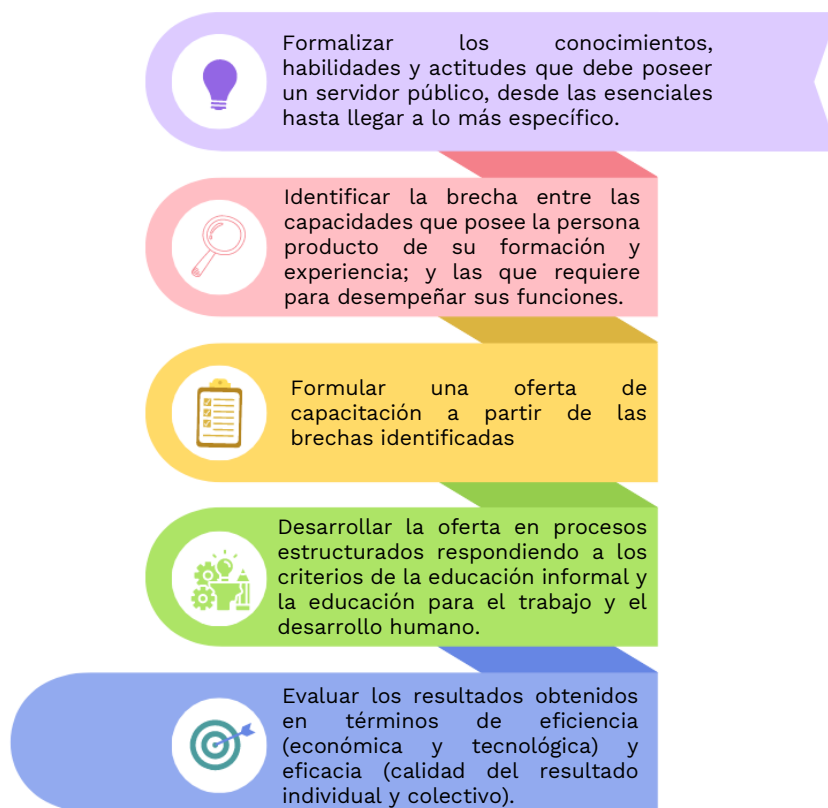 Formalizar los conocimientos,
habilidades y actitudes que debe poseer
un servidor público, desde las esenciales
hasta llegar a lo más específico.
Identificar la brecha entre las
capacidades que posee la persona
producto de su formación y
experiencia; y las que requiere
para desempeñar sus funciones.
Formular una oferta de
capacitación a partir de las
brechas identificadas
Desarrollar la oferta en procesos
estructurados respondiendo a los
criterios de la educación informal y
la educación para el trabajo y el
desarrollo humano.
Evaluar los resultados obtenidos
en términos de eficiencia
(económica y tecnológica) y
eficacia (calidad del resultado
individual y colectivo).